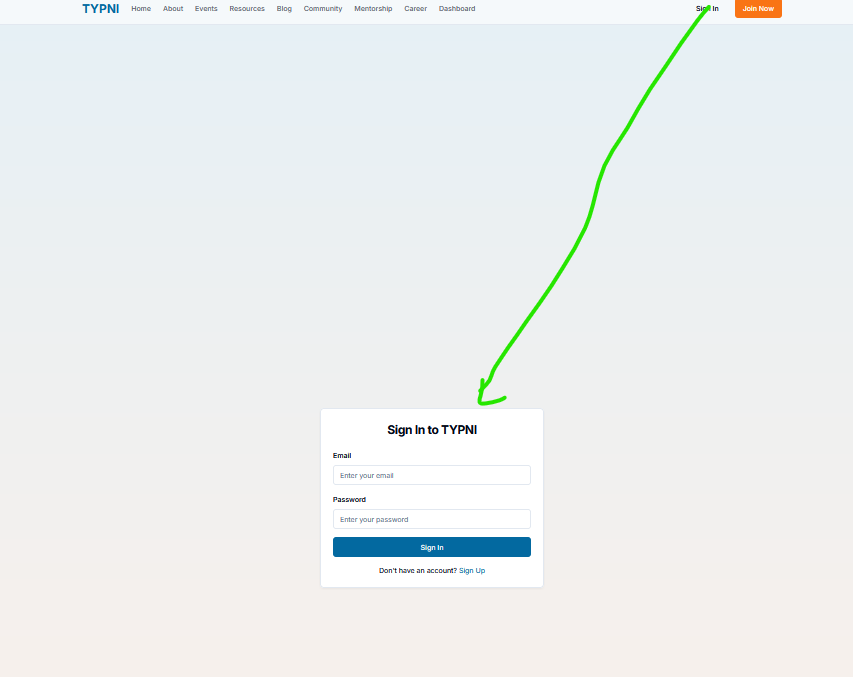 TYPNI Home About Events Resources Blog Community Mentorship Career Dashboard Sign In Join Now
Sign In to TYPNI
Email
Enter your email
Password
Enter your password
Sign In
Don't have an account? Sign Up